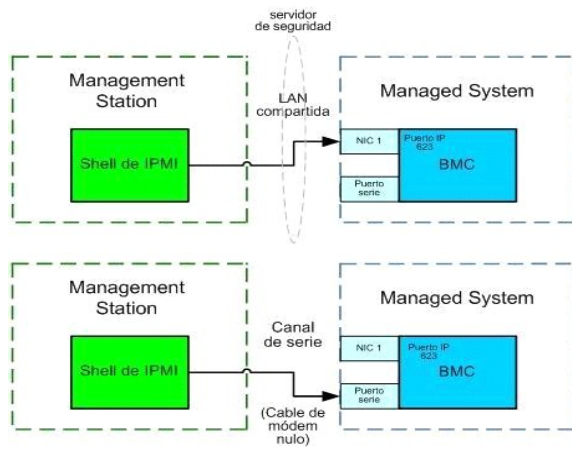 servidor
de seguridad
Management
Station
LAN
compartida
Managed System
Shell de IPMI
NIC 1
Puerto IP
623
BMC
Puerto
serie
Management
Station
Managed System
Canal
de serie
Shell de IPMI
NIC 1
Puerto IP
623
BMC
Puerto
serie
(Cable de
módem
nulo)